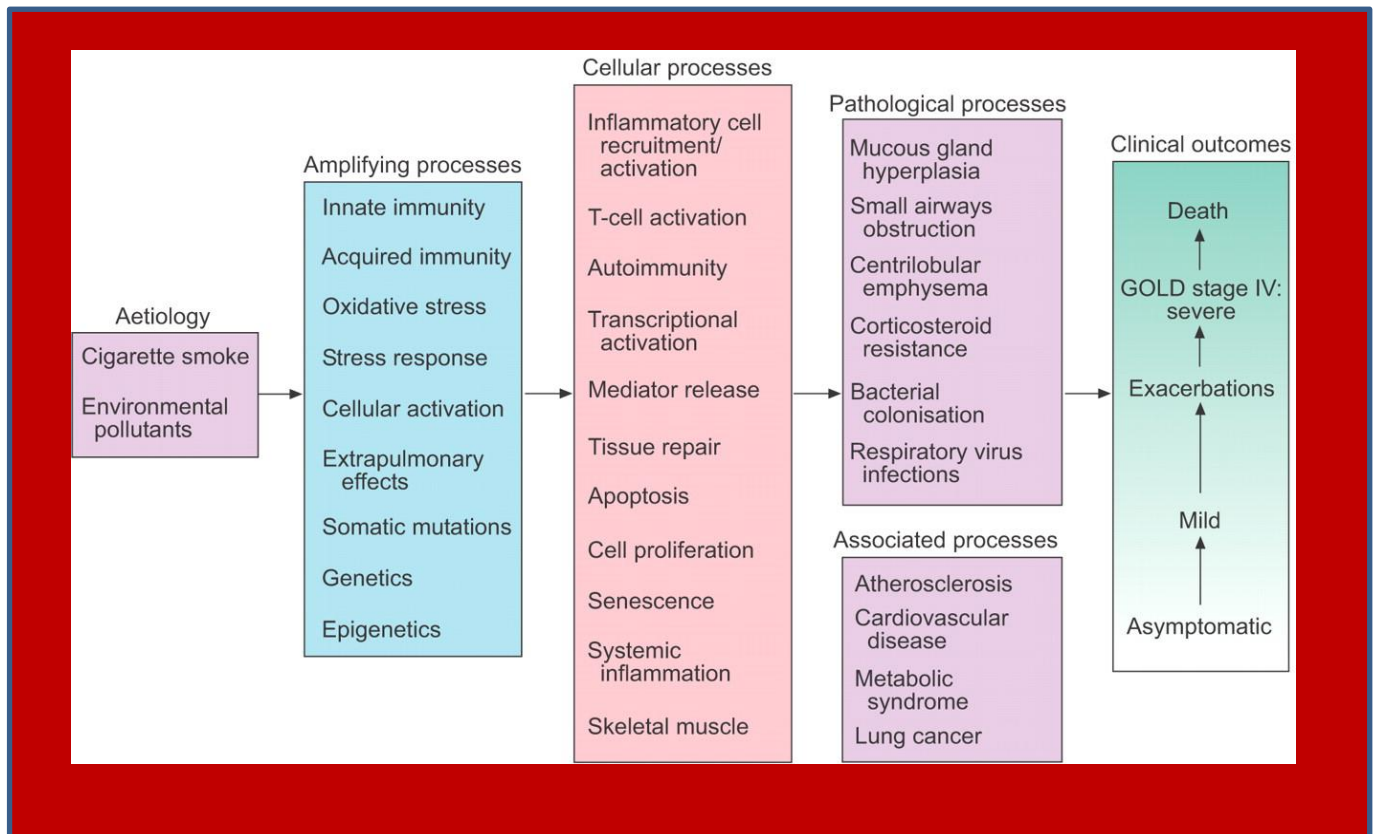 Aetiology
Cigarette smoke
Environmental
pollutants
Amplifying processes
Innate immunity
Acquired immunity
Oxidative stress
Stress response
Cellular activation
Extrapulmonary
effects
Somatic mutations
Genetics
Epigenetics
Cellular processes
Inflammatory cell
recruitment/
activation
T-cell activation
Autoimmunity
Transcriptional
activation
Mediator release
Tissue repair
Apoptosis
Cell proliferation
Senescence
Systemic
inflammation
Skeletal muscle
Pathological processes
Mucous gland
hyperplasia
Small airways
obstruction
Centrilobular
emphysema
Corticosteroid
resistance
Bacterial
colonisation
Respiratory virus
infections
Associated processes
Atherosclerosis
Cardiovascular
disease
Metabolic
syndrome
Lung cancer
Clinical outcomes
Death
GOLD stage IV:
severe
Exacerbations
Mild
Asymptomatic